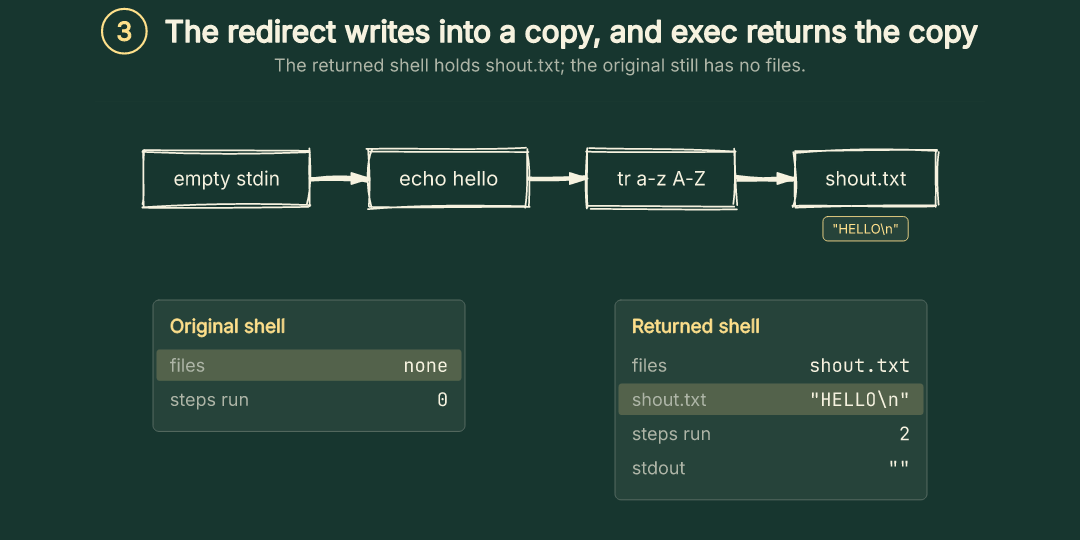 3 The redirect writes into a copy, and exec returns the copy
The returned shell holds shout.txt; the original still has no files.
empty stdin
echo hello
tr a-z A-Z
shout.txt
"HELLO\n"
Original shell
files none
steps run 0
Returned shell
files shout.txt
shout.txt "HELLO\n"
steps run 2
stdout ""